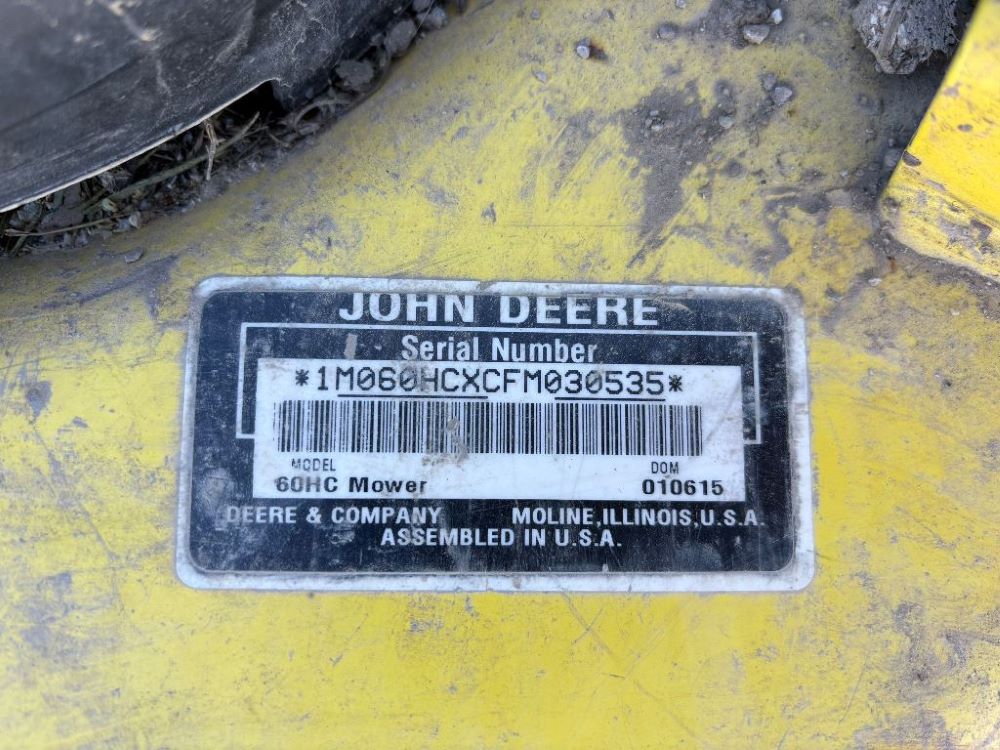 JOHN DEERE
Serial Number
*1M060HCXCFM030535*
MODEL DOM
60HC Mower 010615
DEERE & COMPANY MOLINE,ILLINOIS,U.S.A.
ASSEMBLED IN U.S.A.